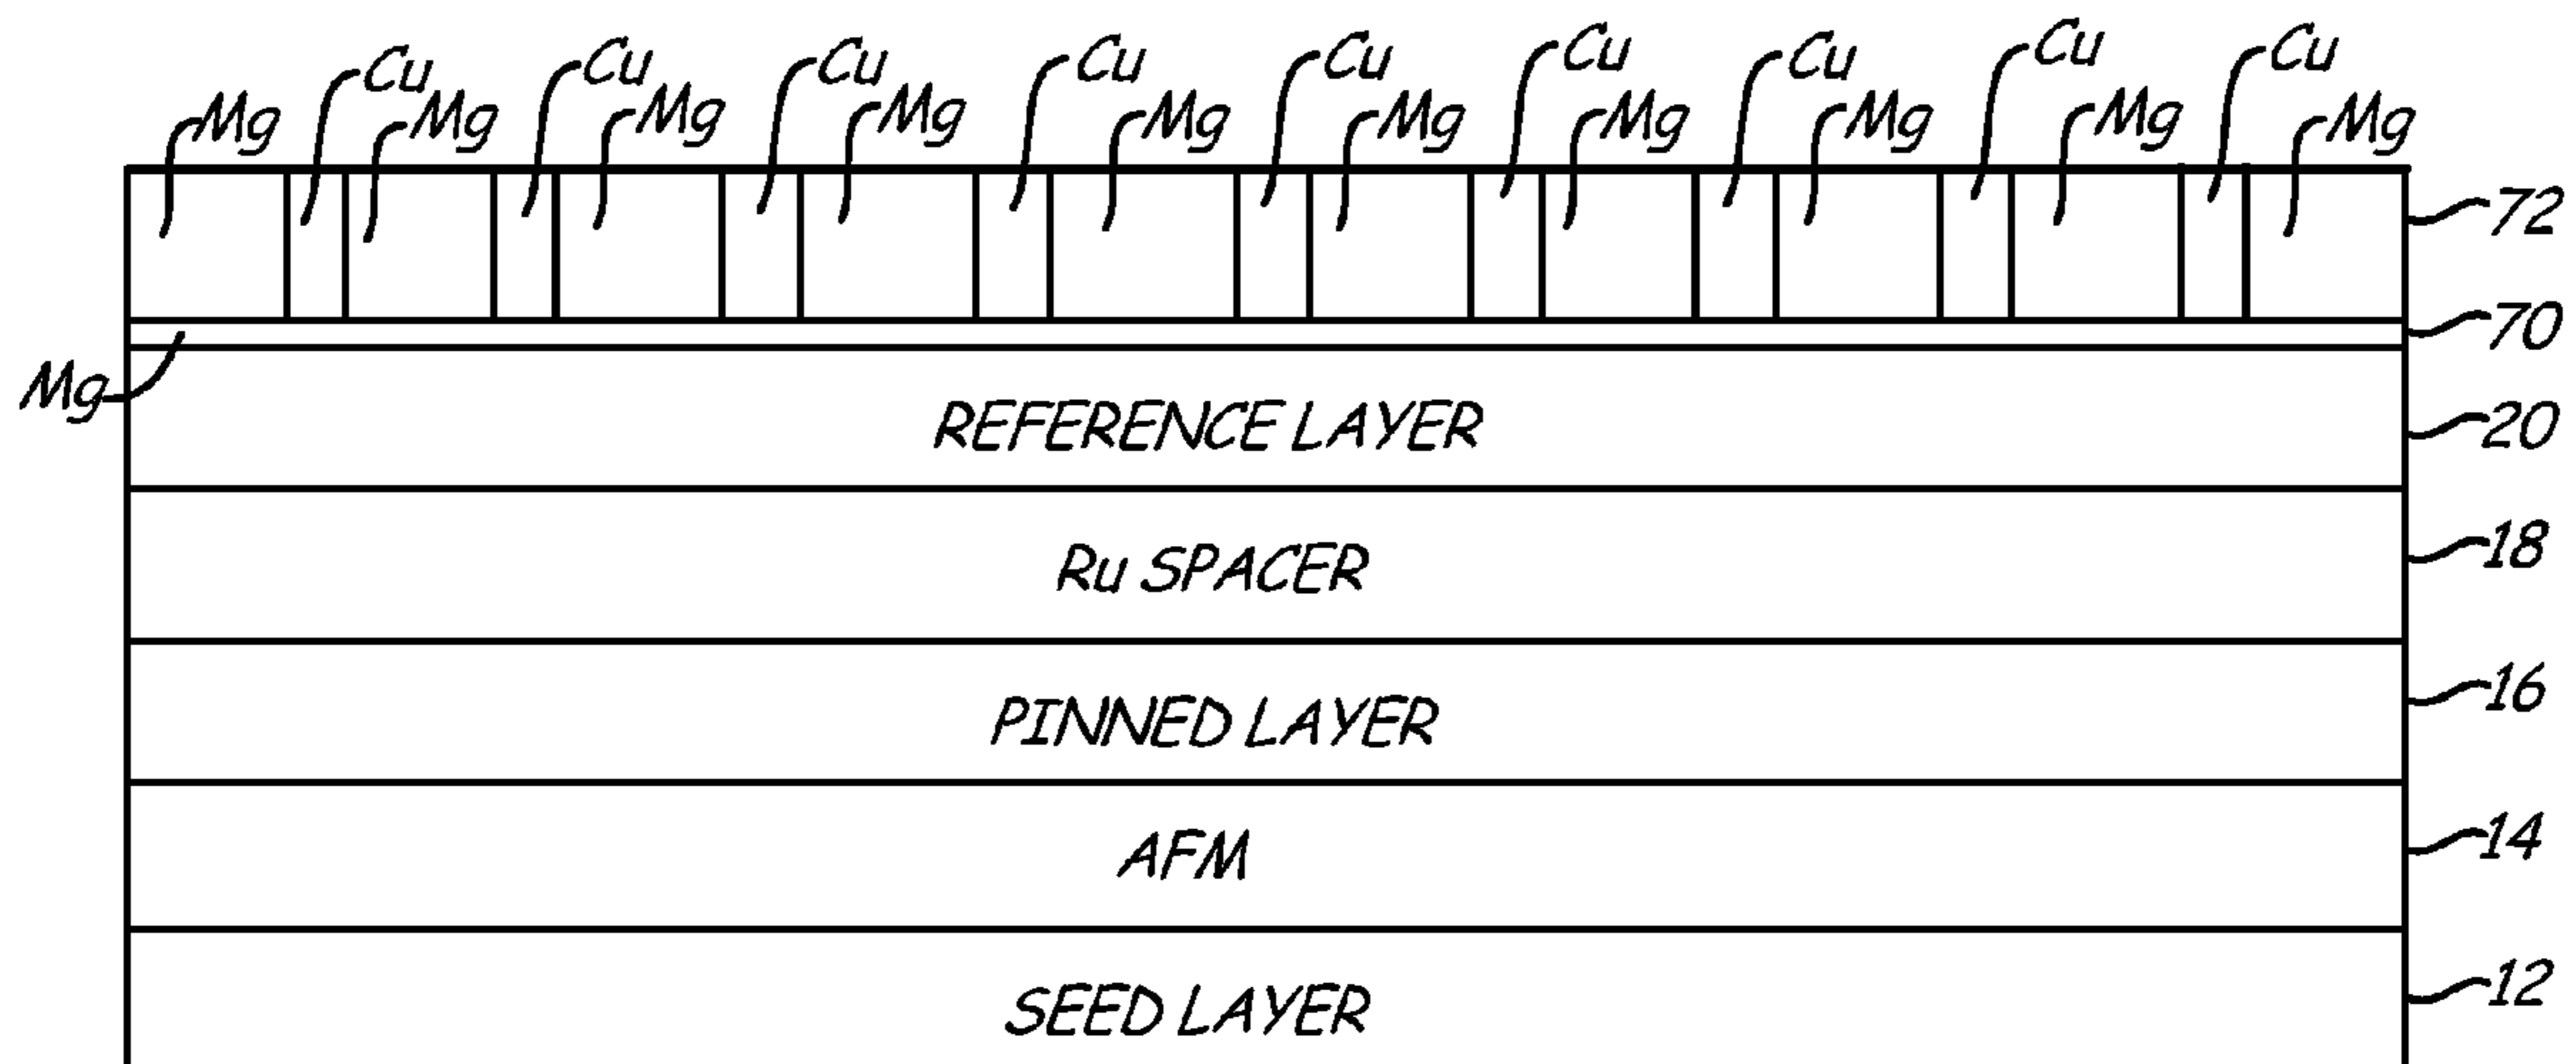 Cu Cu Cu Cu Cu Cu Cu Cu Cu
Mg Mg Mg Mg Mg Mg Mg Mg Mg Mg
72
70
Mg
REFERENCE LAYER 20
Ru SPACER 18
PINNED LAYER 16
AFM 14
SEED LAYER 12